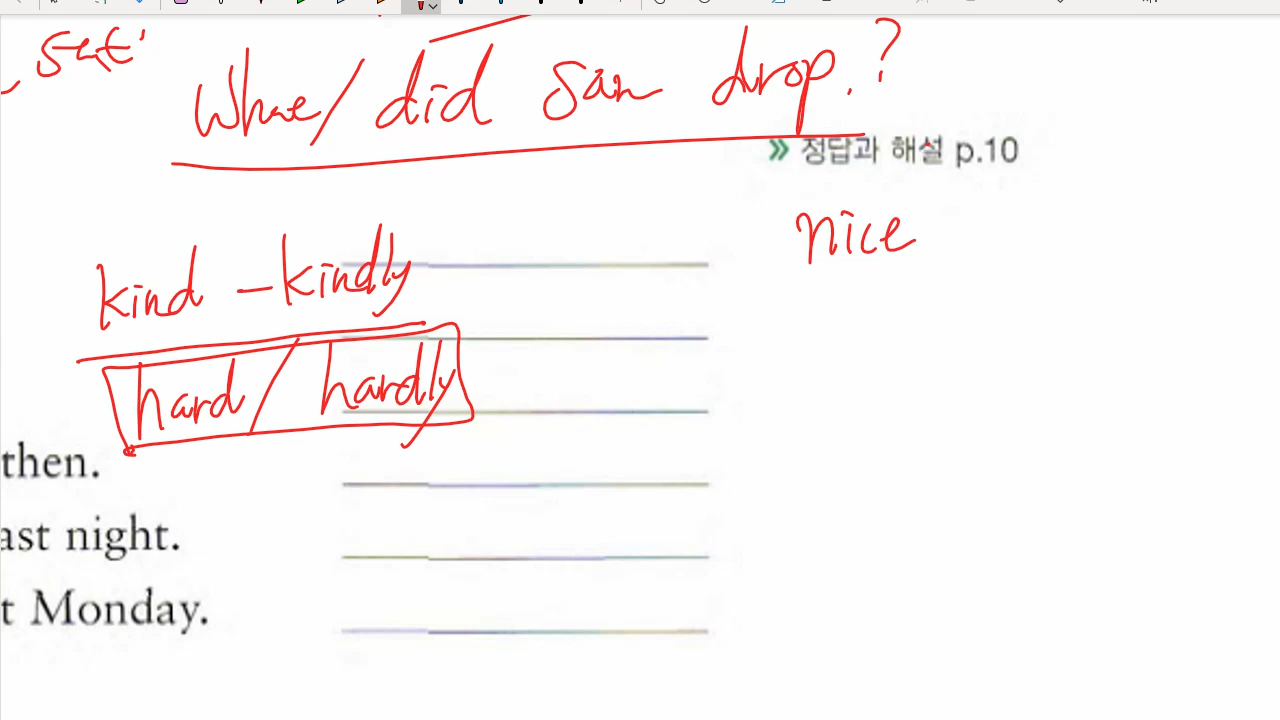 What / did Sam drop.?
» 정답과 해설 p.10
nice
kind - kindly
hard / hardly
then.
ast night.
t Monday.